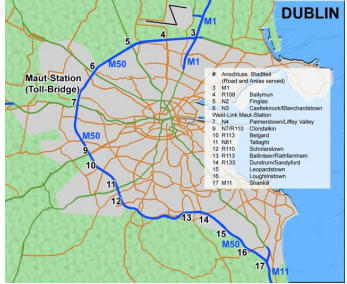 DUBLIN
M1
3
4
5
M50
M1
6
Maut-Station
(Toll-Bridge)
7
M50
9
10
11
12
13
14
15
M50
16
17
M11
# Anschluss Stadtteil
(Road and Areas served)
3 M1
4 R108 Ballymun
5 N2 Finglas
6 N3 Castleknock/Blanchardstown
West-Link Maut-Station
7 N4 Palmerstown/Liffey Valley
9 N7/R110 Clondalkin
10 R113 Belgard
11 N81 Tallaght
12 R110 Scholarstown
13 R113 Ballinteer/Rathfarnham
14 R133 Dundrum/Sandyford
15 Leopardstown
16 Loughlinstown
17 M11 Shankill